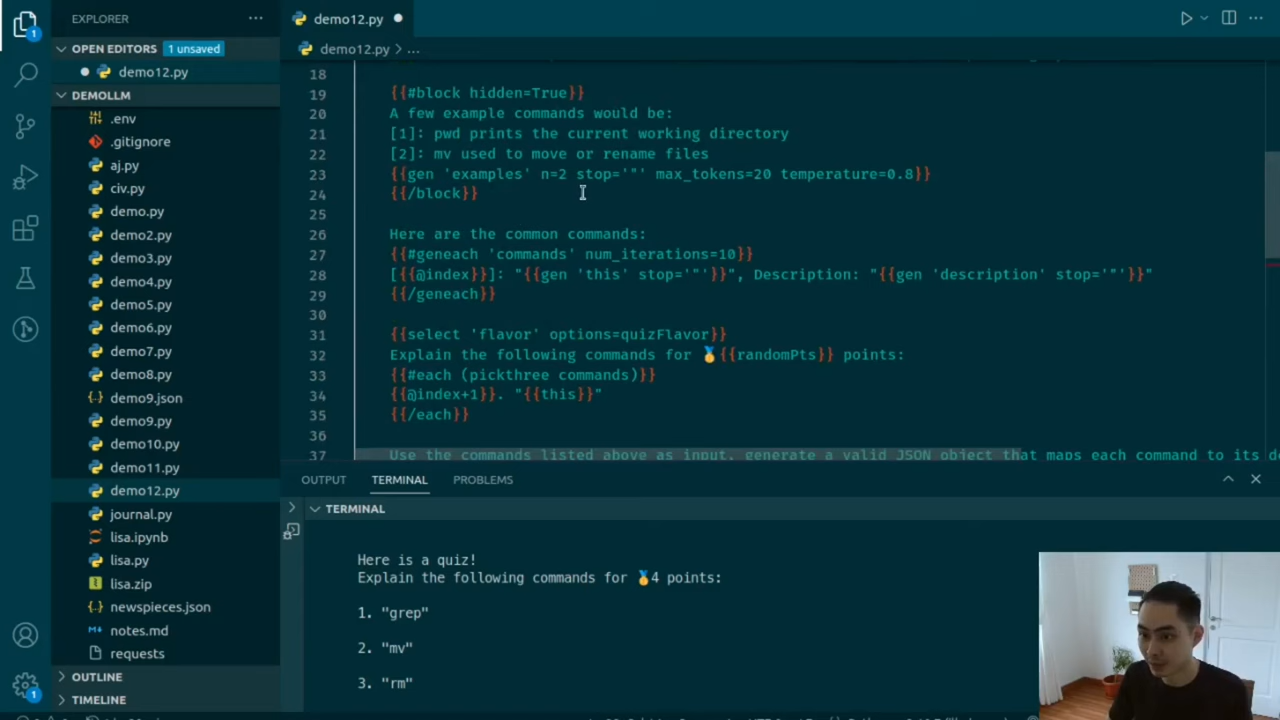 1
EXPLORER
OPEN EDITORS 1 unsaved
demo12.py
DEMOLLM
.env
.gitignore
aj.py
civ.py
demo.py
demo2.py
demo3.py
demo4.py
demo5.py
demo6.py
demo7.py
demo8.py
demo9.json
demo9.py
demo10.py
demo11.py
demo12.py
journal.py
lisa.ipynb
lisa.py
lisa.zip
newspieces.json
notes.md
requests
OUTLINE
TIMELINE
1
demo12.py
demo12.py > ...
18
19 {{#block hidden=True}}
20 A few example commands would be:
21 [1]: pwd prints the current working directory
22 [2]: mv used to move or rename files
23 {{gen 'examples' n=2 stop='"' max_tokens=20 temperature=0.8}}
24 {{/block}}
25
26 Here are the common commands:
27 {{#geneach 'commands' num_iterations=10}}
28 [{{@index}}]: "{{gen 'this' stop='"'}}", Description: "{{gen 'description' stop='"'}}"
29 {{/geneach}}
30
31 {{select 'flavor' options=quizFlavor}}
32 Explain the following commands for 🏅{{randomPts}} points:
33 {{#each (pickthree commands)}}
34 {{@index+1}}. "{{this}}"
35 {{/each}}
36
37 Use the commands listed above as input, generate a valid JSON object that maps each command to its
OUTPUT TERMINAL PROBLEMS
TERMINAL
Here is a quiz!
Explain the following commands for 🏅4 points:
1. "grep"
2. "mv"
3. "rm"